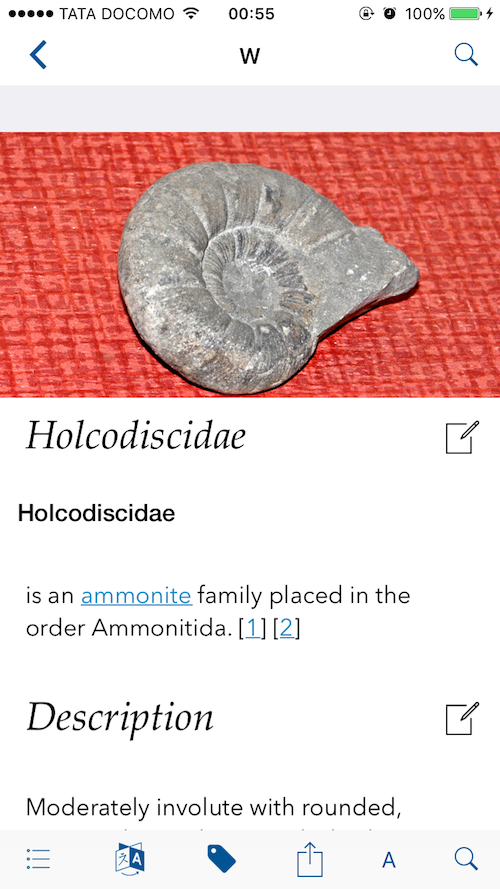 TATA DOCOMO 00:55 100%
W
Holcodiscidae
Holcodiscidae
is an ammonite family placed in the
order Ammonitida. [1] [2]
Description
Moderately involute with rounded,
A
A